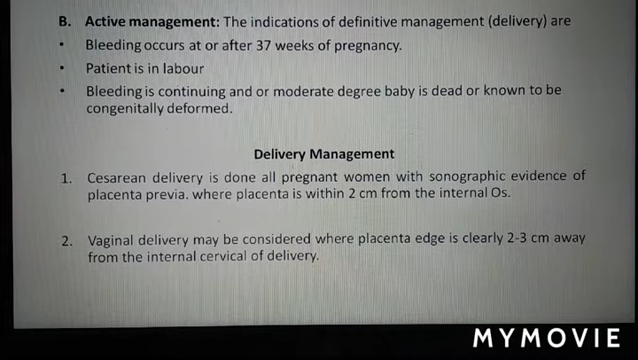 B. Active management: The indications of definitive management (delivery) are
• Bleeding occurs at or after 37 weeks of pregnancy.
• Patient is in labour
• Bleeding is continuing and or moderate degree baby is dead or known to be
congenitally deformed.
Delivery Management
1. Cesarean delivery is done all pregnant women with sonographic evidence of
placenta previa. where placenta is within 2 cm from the internal Os.
2. Vaginal delivery may be considered where placenta edge is clearly 2-3 cm away
from the internal cervical of delivery.
MYMOVIE